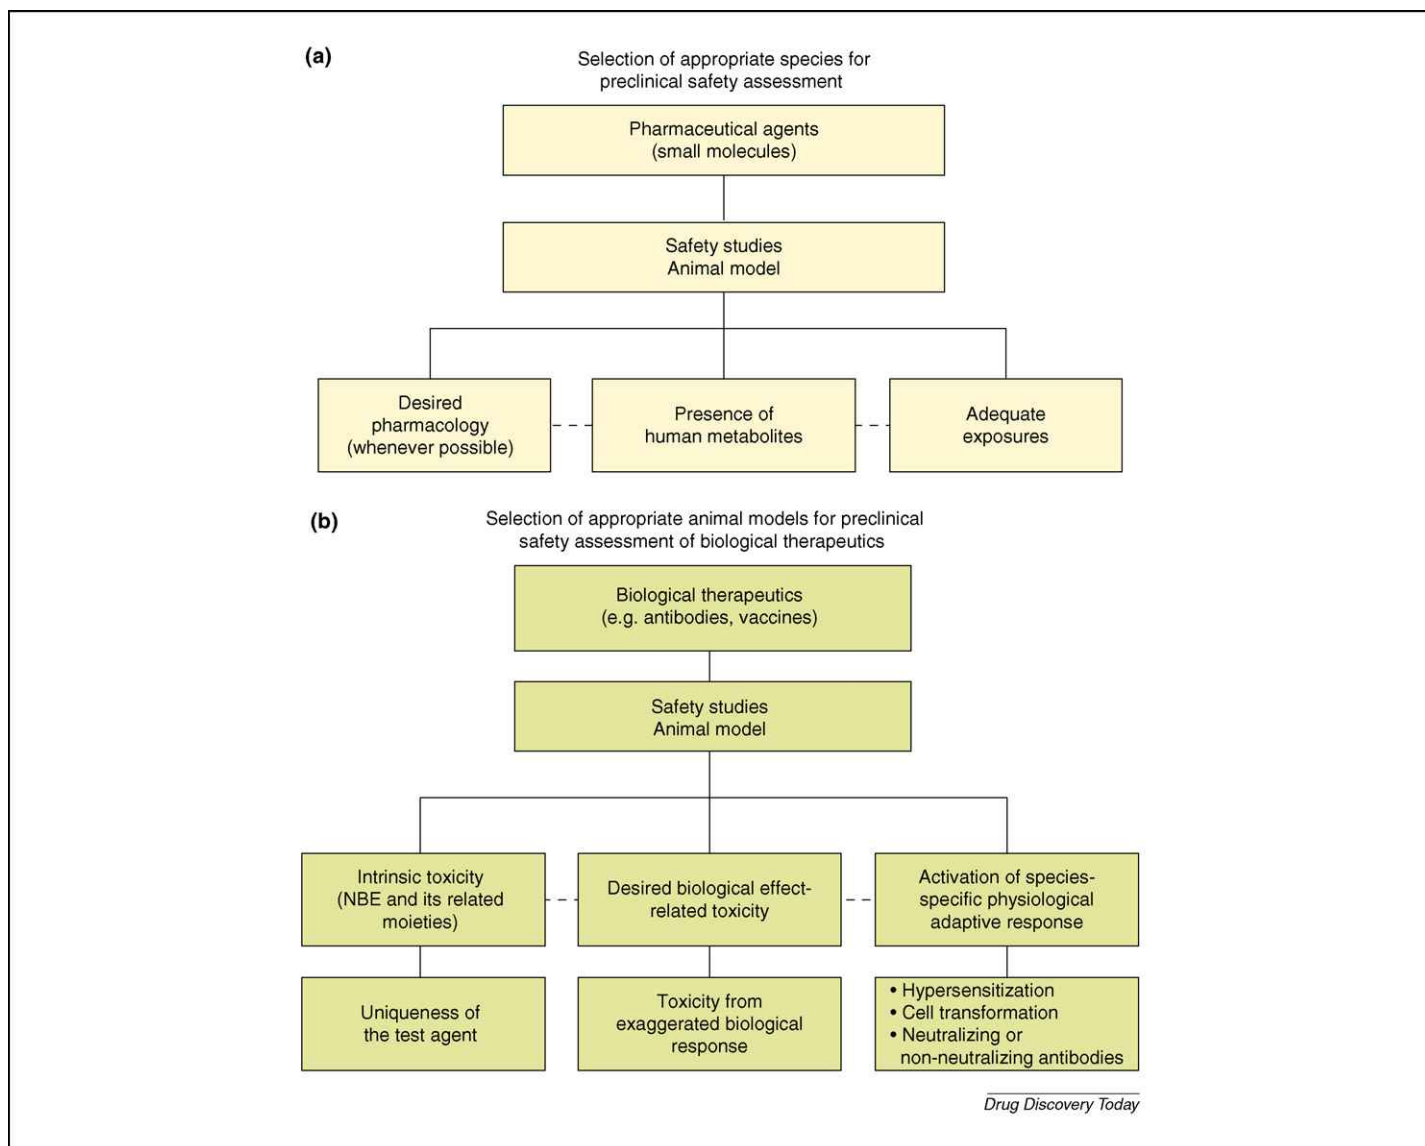 (a)
Selection of appropriate species for
preclinical safety assessment
Pharmaceutical agents
(small molecules)
Safety studies
Animal model
Desired
pharmacology
(whenever possible)
Presence of
human metabolites
Adequate
exposures
(b)
Selection of appropriate animal models for preclinical
safety assessment of biological therapeutics
Biological therapeutics
(e.g. antibodies, vaccines)
Safety studies
Animal model
Intrinsic toxicity
(NBE and its related
moieties)
Desired biological effect-
related toxicity
Activation of species-
specific physiological
adaptive response
Uniqueness of
the test agent
Toxicity from
exaggerated biological
response
• Hypersensitization
• Cell transformation
• Neutralizing or
non-neutralizing antibodies
Drug Discovery Today